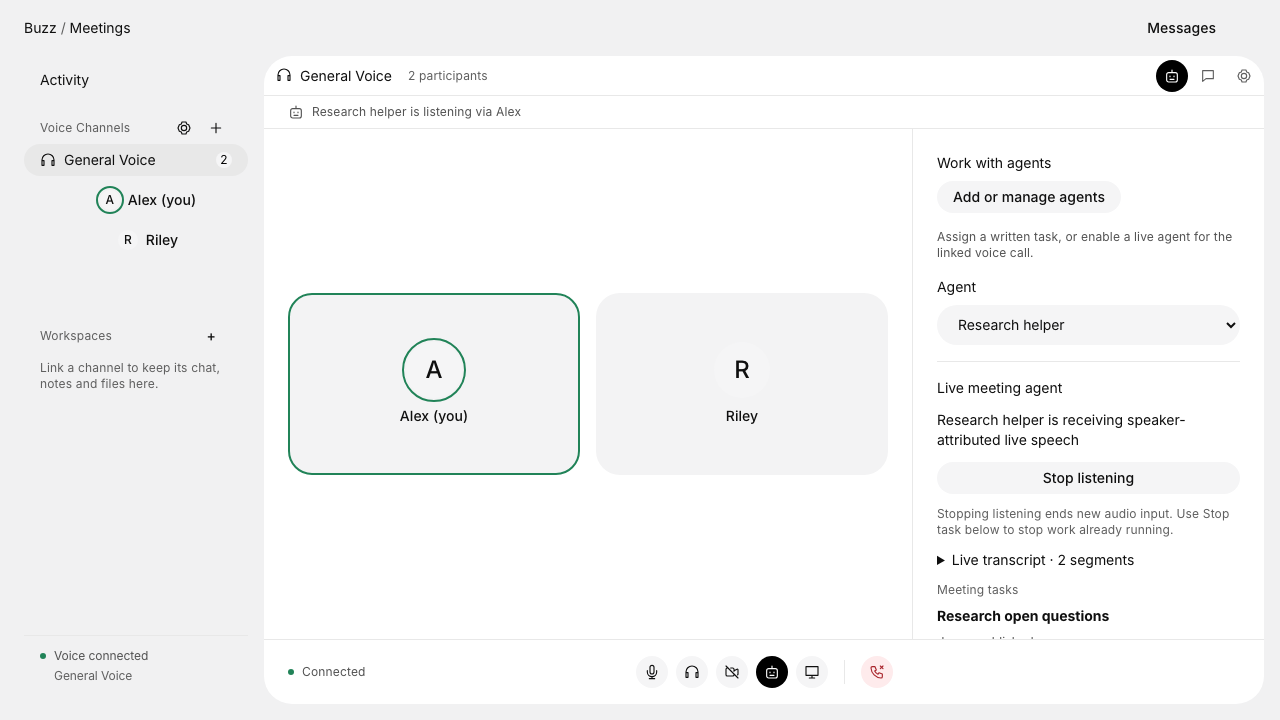 Buzz / Meetings
Messages
Activity
Voice Channels
General Voice
2
A
Alex (you)
R
Riley
Workspaces
+
Link a channel to keep its chat,
notes and files here.
Voice connected
General Voice
General Voice
2 participants
Research helper is listening via Alex
A
Alex (you)
R
Riley
Work with agents
Add or manage agents
Assign a written task, or enable a live agent for the
linked voice call.
Agent
Research helper
Live meeting agent
Research helper is receiving speaker-
attributed live speech
Stop listening
Stopping listening ends new audio input. Use Stop
task below to stop work already running.
Live transcript · 2 segments
Meeting tasks
Research open questions
Connected